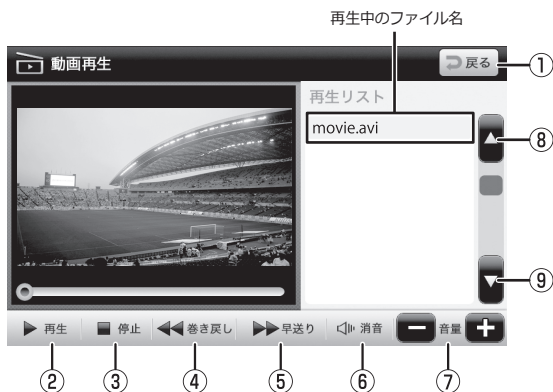 再生中のファイル名
動画再生
戻る
①
再生リスト
movie.avi
⑧
⑨
再生
停止
巻き戻し
早送り
消音
音量
②
③
④
⑤
⑥
⑦